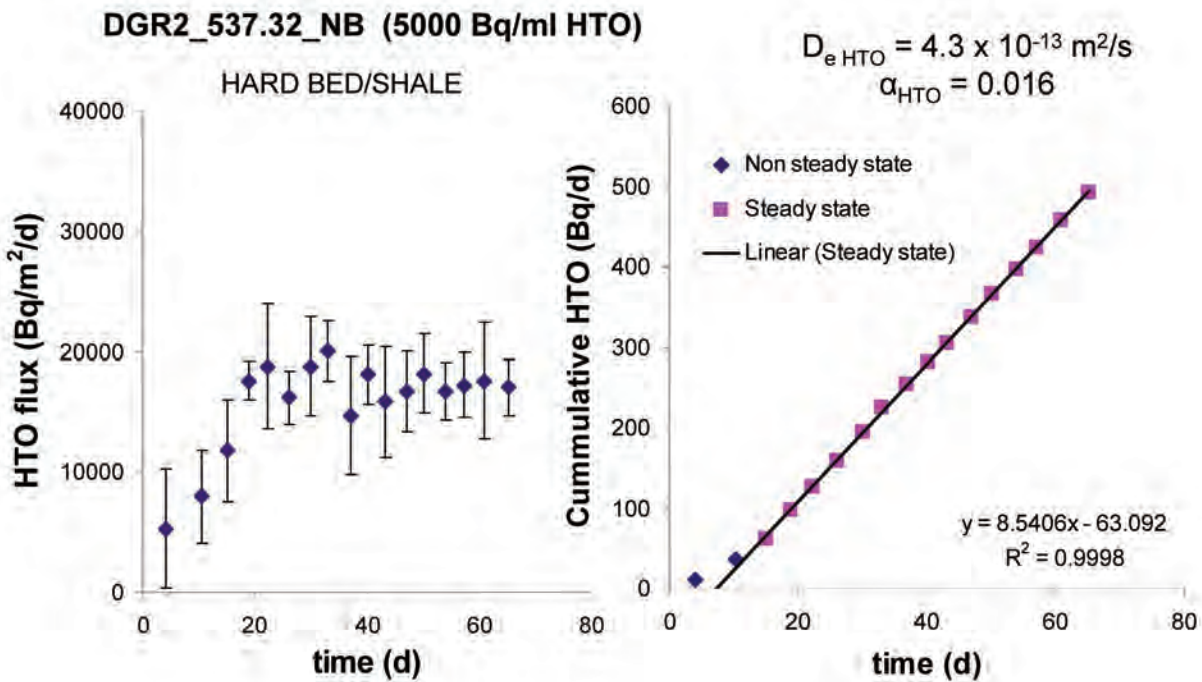 DGR2_537.32_NB (5000 Bq/ml HTO)
HARD BED/SHALE
HTO flux (Bq/m²/d)
40000
30000
20000
10000
0
0 20 40 60 80
time (d)
Dₑ HTO = 4.3 x 10⁻¹³ m²/s
α HTO = 0.016
Cummulative HTO (Bq/d)
600
500
400
300
200
100
0
Non steady state
Steady state
Linear (Steady state)
y = 8.5406x - 63.092
R² = 0.9998
0 20 40 60 80
time (d)